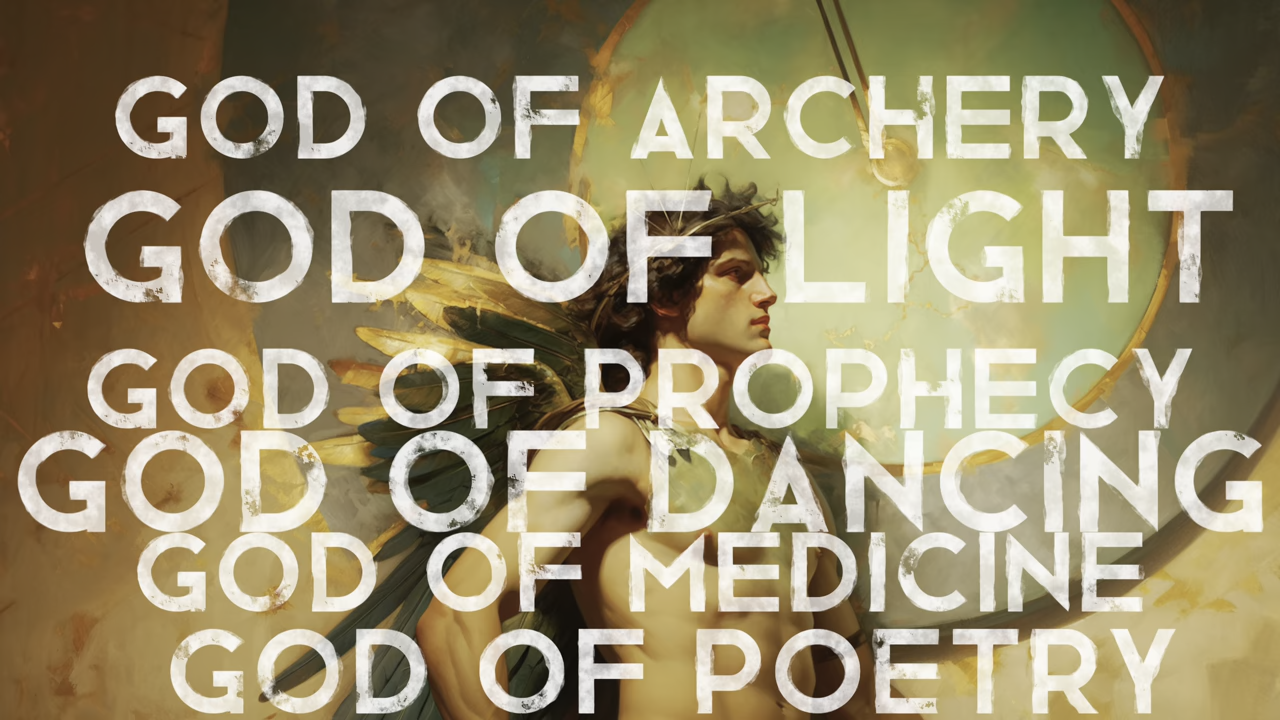 GOD OF ARCHERY
GOD OF LIGHT
GOD OF PROPHECY
GOD OF DANCING
GOD OF MEDICINE
GOD OF POETRY